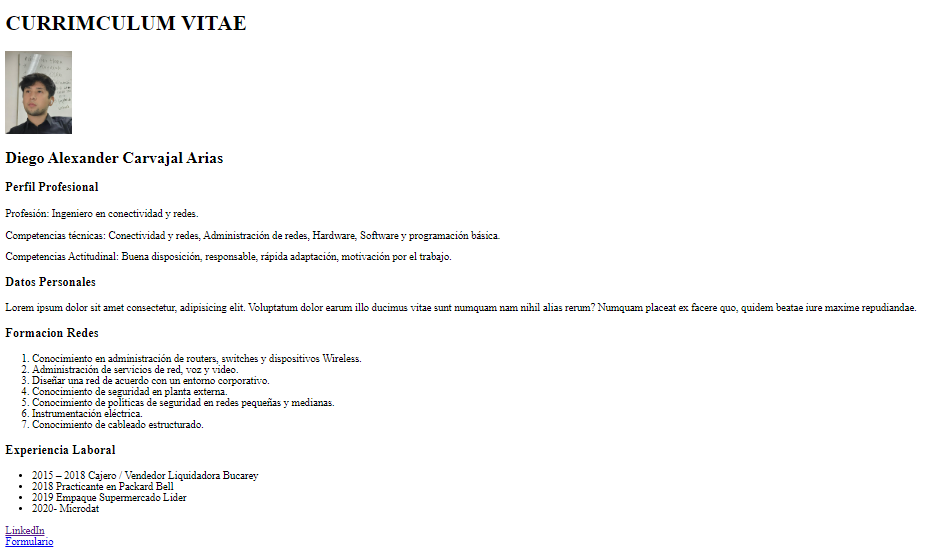 CURRIMCULUM VITAE
Diego Alexander Carvajal Arias
Perfil Profesional
Profesión: Ingeniero en conectividad y redes.
Competencias técnicas: Conectividad y redes, Administración de redes, Hardware, Software y programación básica.
Competencias Actitudinal: Buena disposición, responsable, rápida adaptación, motivación por el trabajo.
Datos Personales
Lorem ipsum dolor sit amet consectetur, adipisicing elit. Voluptatum dolor earum illo ducimus vitae sunt numquam nam nihil alias rerum? Numquam placeat ex facere quo, quidem beatae iure maxime repudiandae.
Formacion Redes
1. Conocimiento en administración de routers, switches y dispositivos Wireless.
2. Administración de servicios de red, voz y video.
3. Diseñar una red de acuerdo con un entorno corporativo.
4. Conocimiento de seguridad en planta externa.
5. Conocimiento de políticas de seguridad en redes pequeñas y medianas.
6. Instrumentación eléctrica.
7. Conocimiento de cableado estructurado.
Experiencia Laboral
• 2015 – 2018 Cajero / Vendedor Liquidadora Bucarey
• 2018 Practicante en Packard Bell
• 2019 Empaque Supermercado Lider
• 2020- Microdat
LinkedIn
Formulario